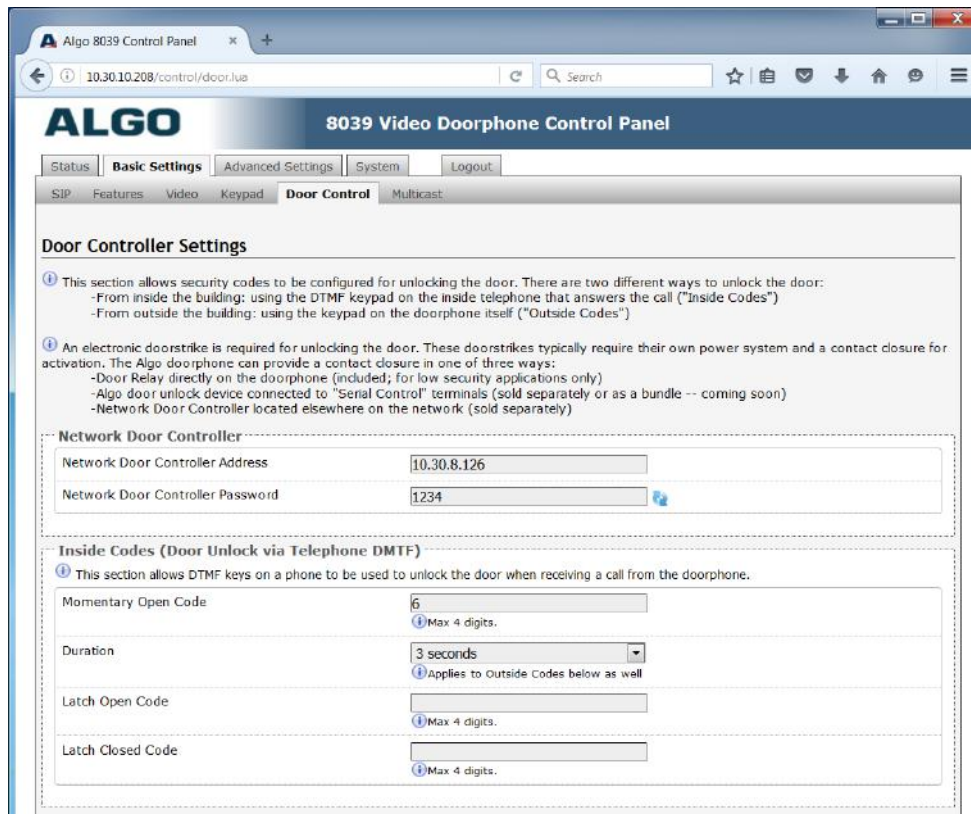 Algo 8039 Control Panel
10.30.10.208/control/door.lua
Search
ALGO
8039 Video Doorphone Control Panel
Status Basic Settings Advanced Settings System Logout
SIP Features Video Keypad Door Control Multicast
Door Controller Settings
This section allows security codes to be configured for unlocking the door. There are two different ways to unlock the door:
-From inside the building: using the DTMF keypad on the inside telephone that answers the call ("Inside Codes")
-From outside the building: using the keypad on the doorphone itself ("Outside Codes")
An electronic doorstrike is required for unlocking the door. These doorstrikes typically require their own power system and a contact closure for
activation. The Algo doorphone can provide a contact closure in one of three ways:
-Door Relay directly on the doorphone (included; for low security applications only)
-Algo door unlock device connected to "Serial Control" terminals (sold separately or as a bundle -- coming soon)
-Network Door Controller located elsewhere on the network (sold separately)
Network Door Controller
Network Door Controller Address 10.30.8.126
Network Door Controller Password 1234
Inside Codes (Door Unlock via Telephone DMTF)
This section allows DTMF keys on a phone to be used to unlock the door when receiving a call from the doorphone.
Momentary Open Code 6
Max 4 digits.
Duration 3 seconds
Applies to Outside Codes below as well
Latch Open Code
Max 4 digits.
Latch Closed Code
Max 4 digits.